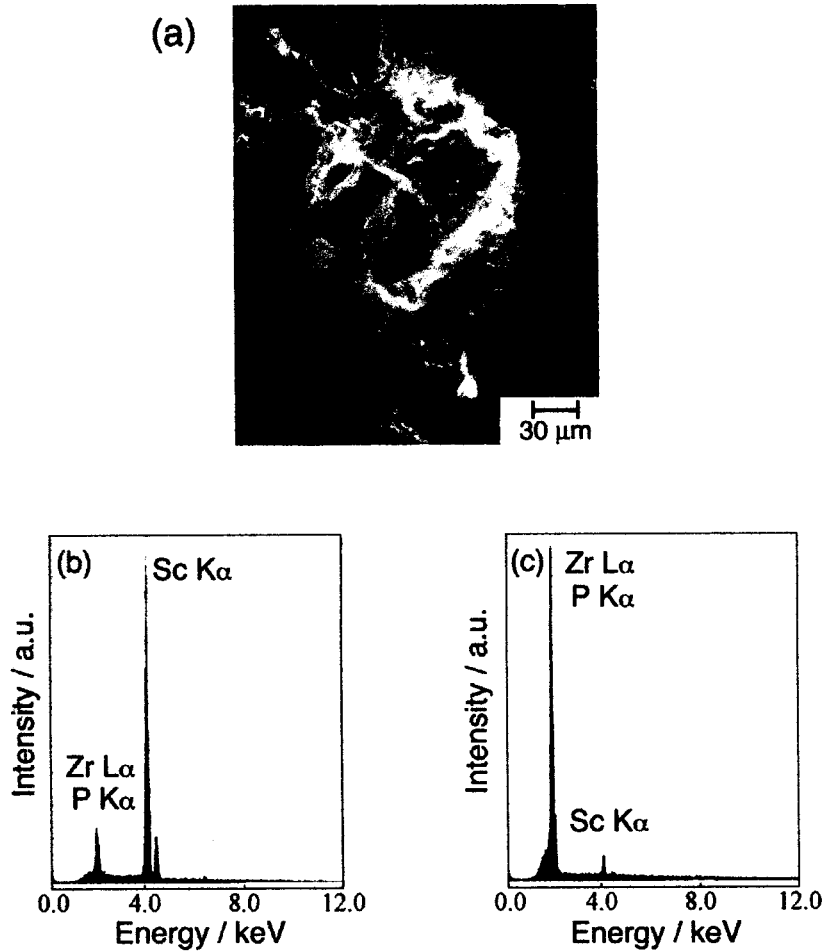 (a)
30 μm
(b)
Sc Kα
Zr Lα
P Kα
Intensity / a.u.
0.0 4.0 8.0 12.0
Energy / keV
(c)
Zr Lα
P Kα
Sc Kα
Intensity / a.u.
0.0 4.0 8.0 12.0
Energy / keV